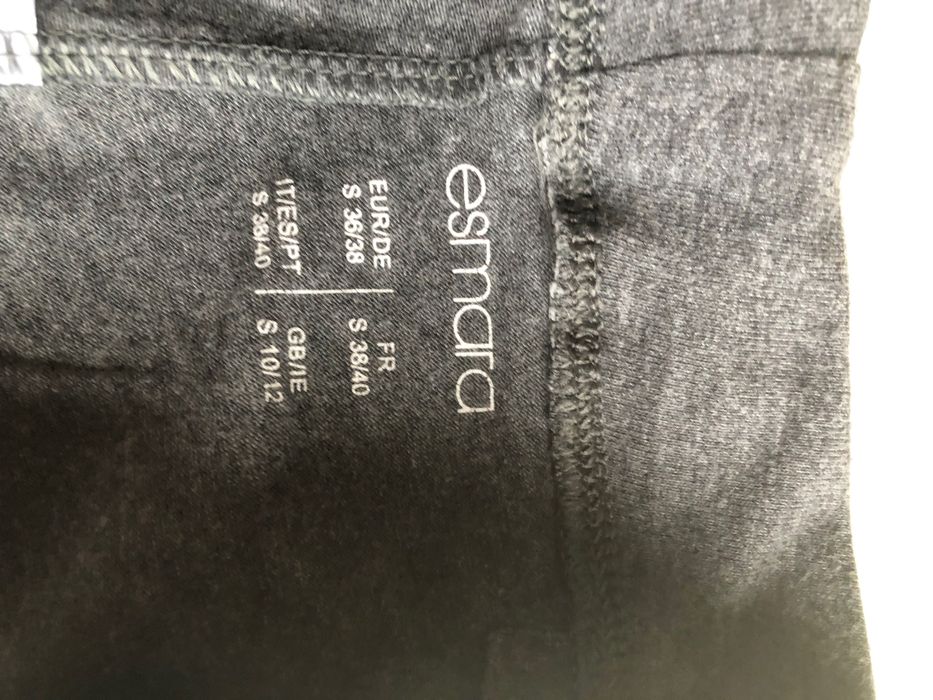 esmara
EUR/DE FR
S 36/38 S 38/40
IT/ES/PT GB/IE
S 38/40 S 10/12